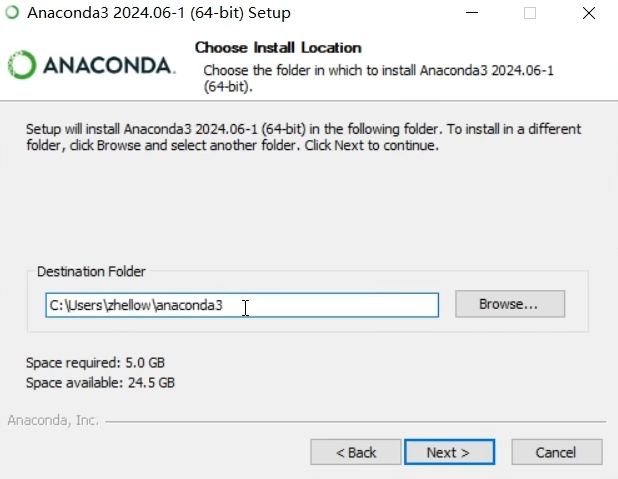 Anaconda3 2024.06-1 (64-bit) Setup
ANACONDA.
Choose Install Location
Choose the folder in which to install Anaconda3 2024.06-1
(64-bit).
Setup will install Anaconda3 2024.06-1 (64-bit) in the following folder. To install in a different
folder, click Browse and select another folder. Click Next to continue.
Destination Folder
C:\Users\zhellow\anaconda3
Browse...
Space required: 5.0 GB
Space available: 24.5 GB
Anaconda, Inc.
< Back
Next >
Cancel